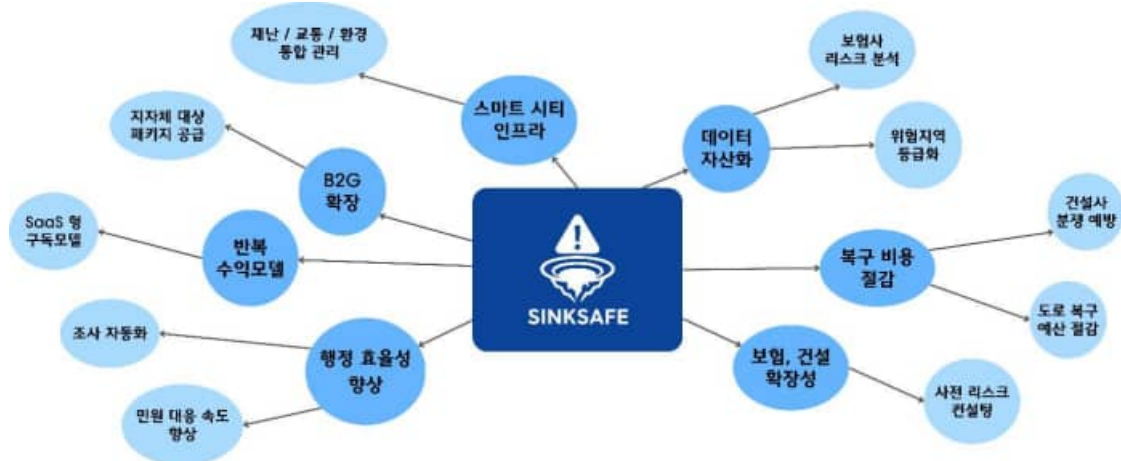 재난 / 교통 / 환경
통합 관리
보험사
리스크 분석
스마트 시티
인프라
데이터
자산화
위험지역
등급화
지자체 대상
패키지 공급
B2G
확장
SaaS 형
구독모델
반복
수익모델
SINKSAFE
복구 비용
절감
건설사
분쟁 예방
도로 복구
예산 절감
조사 자동화
행정 효율성
향상
민원 대응 속도
향상
보험, 건설
확장성
사전 리스크
컨설팅